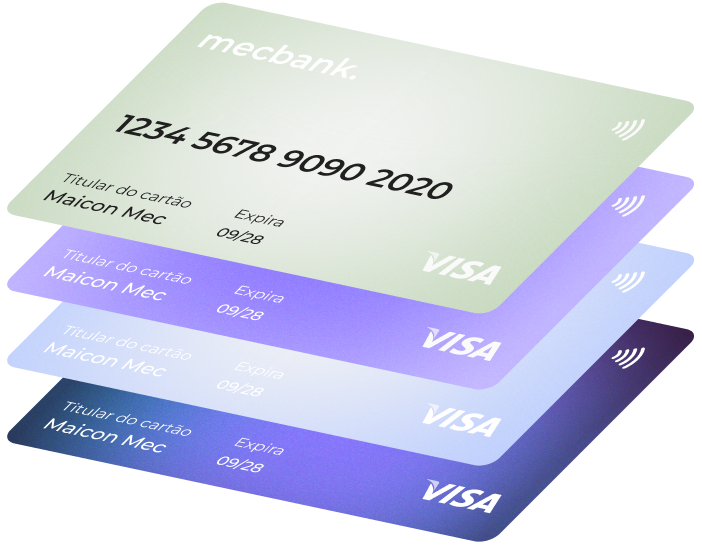 mecbank.
1234 5678 9090 2020
Titular do cartão
Maicon Mec
Expira
09/28
VISA
Titular do cartão
Maicon Mec
Expira
09/28
VISA
Titular do cartão
Maicon Mec
Expira
09/28
VISA
Titular do cartão
Maicon Mec
Expira
09/28
VISA